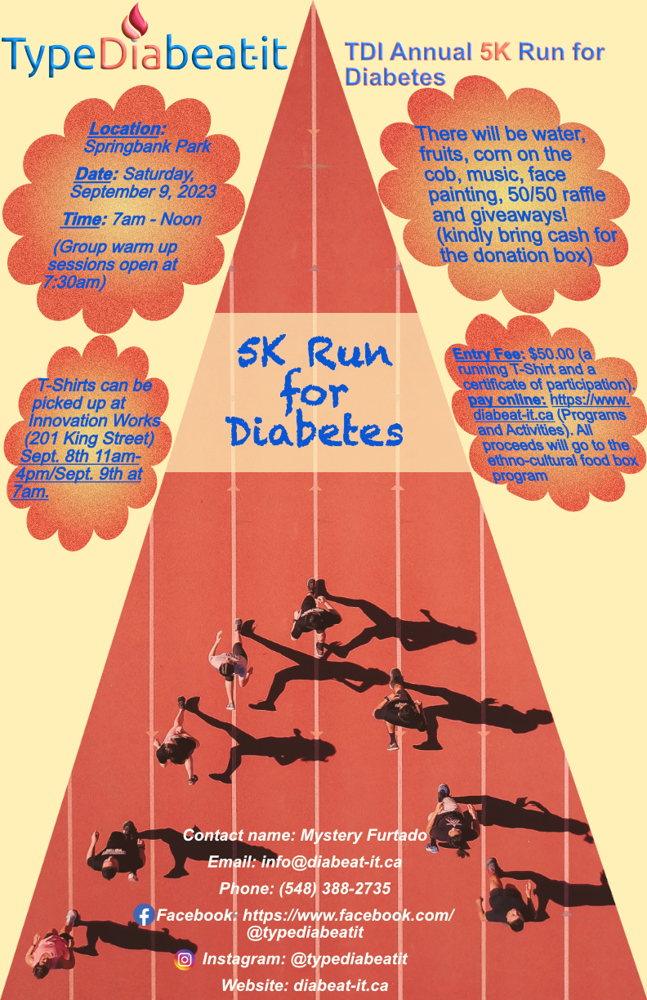 TypeDiabeat-it
TDI Annual 5K Run for
Diabetes
Location:
Springbank Park
Date: Saturday,
September 9, 2023
Time: 7am - Noon
(Group warm up
sessions open at
7:30am)
There will be water,
fruits, corn on the
cob, music, face
painting, 50/50 raffle
and giveaways!
(kindly bring cash for
the donation box)
5K Run
for
Diabetes
T-Shirts can be
picked up at
Innovation Works
(201 King Street)
Sept. 8th 11am-
4pm/Sept. 9th at
7am.
Entry Fee: $50.00 (a
running T-Shirt and a
certificate of participation).
pay online: https://www.
diabeat-it.ca (Programs
and Activities). All
proceeds will go to the
ethno-cultural food box
program
Contact name: Mystery Furtado
Email: info@diabeat-it.ca
Phone: (548) 388-2735
Facebook: https://www.facebook.com/
@typediabeatit
Instagram: @typediabeatit
Website: diabeat-it.ca